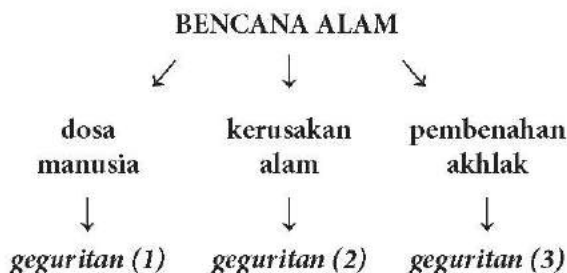 BENCANA ALAM
dosa manusia
kerusakan alam
pembenahan akhlak
geguritan (1)
geguritan (2)
geguritan (3)